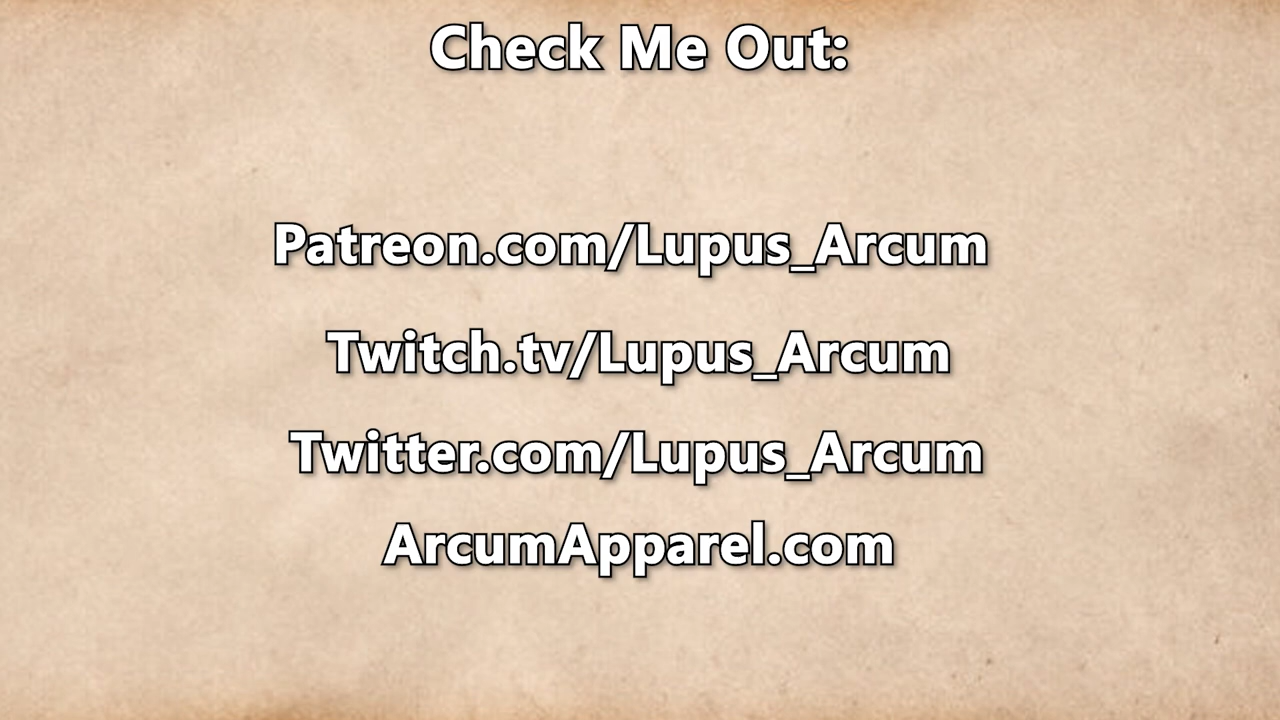 Check Me Out:
Patreon.com/Lupus_Arcum
Twitch.tv/Lupus_Arcum
Twitter.com/Lupus_Arcum
ArcumApparel.com